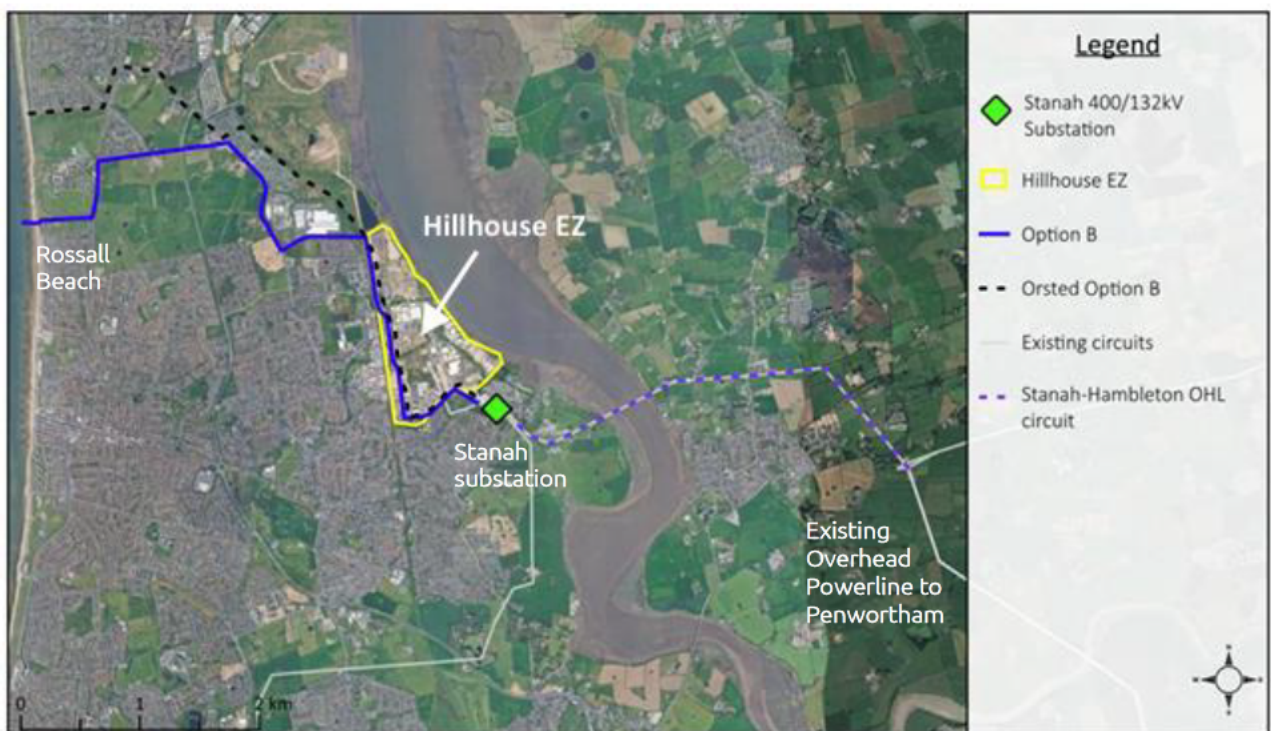 Legend
Stanah 400/132kV
Substation
Hillhouse EZ
Option B
Orsted Option B
Existing circuits
Stanah-Hambleton OHL
circuit
Hillhouse EZ
Rossall
Beach
Stanah
substation
Existing
Overhead
Powerline to
Penwortham
0 1 2 km